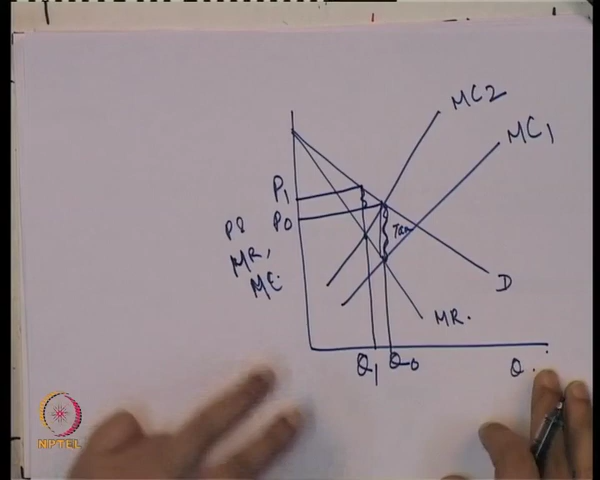 MC2
MC1
P1
P0
Tax
P&
MR,
MC.
D
MR.
Q1 Q0
Q.
NPTEL